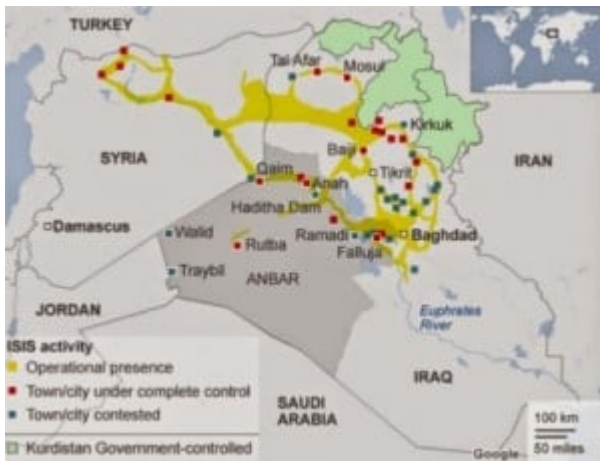 TURKEY
Tal Afar
Mosul
Kirkuk
SYRIA
Baiji
IRAN
Qaim
Tikrit
Anah
Haditha Dam
Damascus
Walid
Ramadi
Baghdad
Rutba
Falluja
Traybil
ANBAR
JORDAN
Euphrates
River
ISIS activity
Operational presence
IRAQ
Town/city under complete control
SAUDI
ARABIA
Town/city contested
100 km
Kurdistan Government-controlled
Google
50 miles